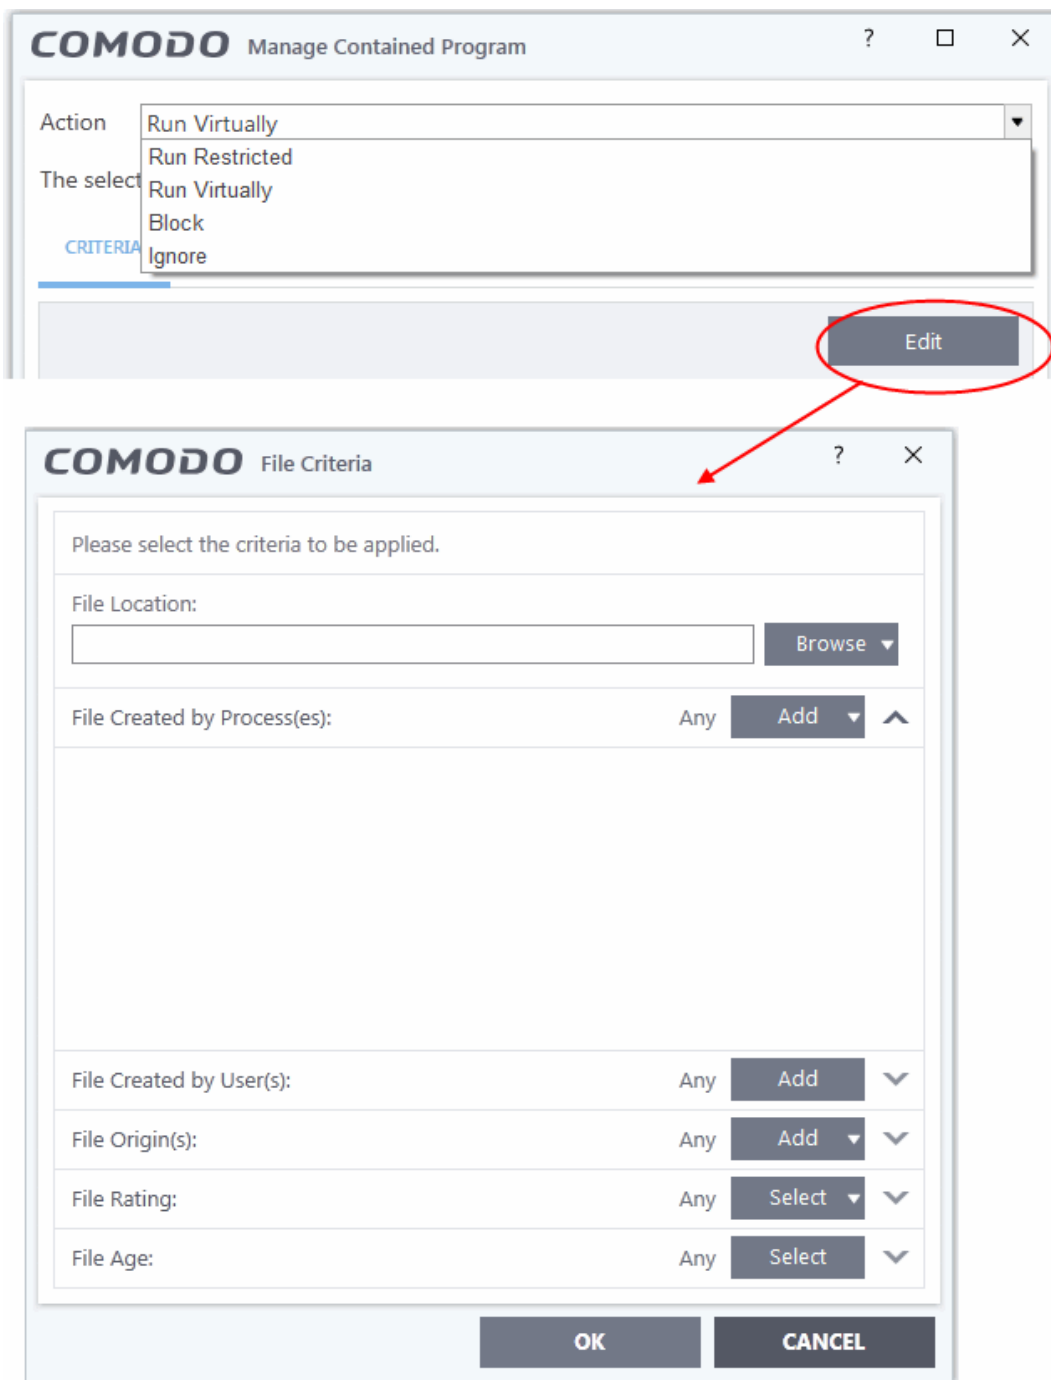 COMODO Manage Contained Program ?
Action Run Virtually
Run Restricted
The select Run Virtually
Block
CRITERIA
Ignore
Edit
COMODO File Criteria ?
Please select the criteria to be applied.
File Location:
Browse
File Created by Process(es): Any Add
File Created by User(s): Any Add
File Origin(s): Any Add
File Rating: Any Select
File Age: Any Select
OK CANCEL